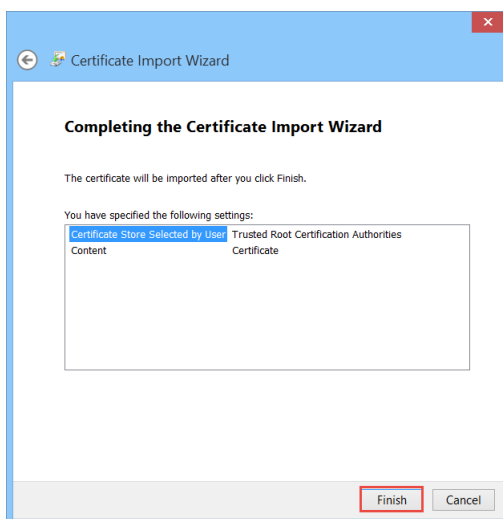 Certificate Import Wizard
Completing the Certificate Import Wizard
The certificate will be imported after you click Finish.
You have specified the following settings:
Certificate Store Selected by User Trusted Root Certification Authorities
Content Certificate
Finish Cancel